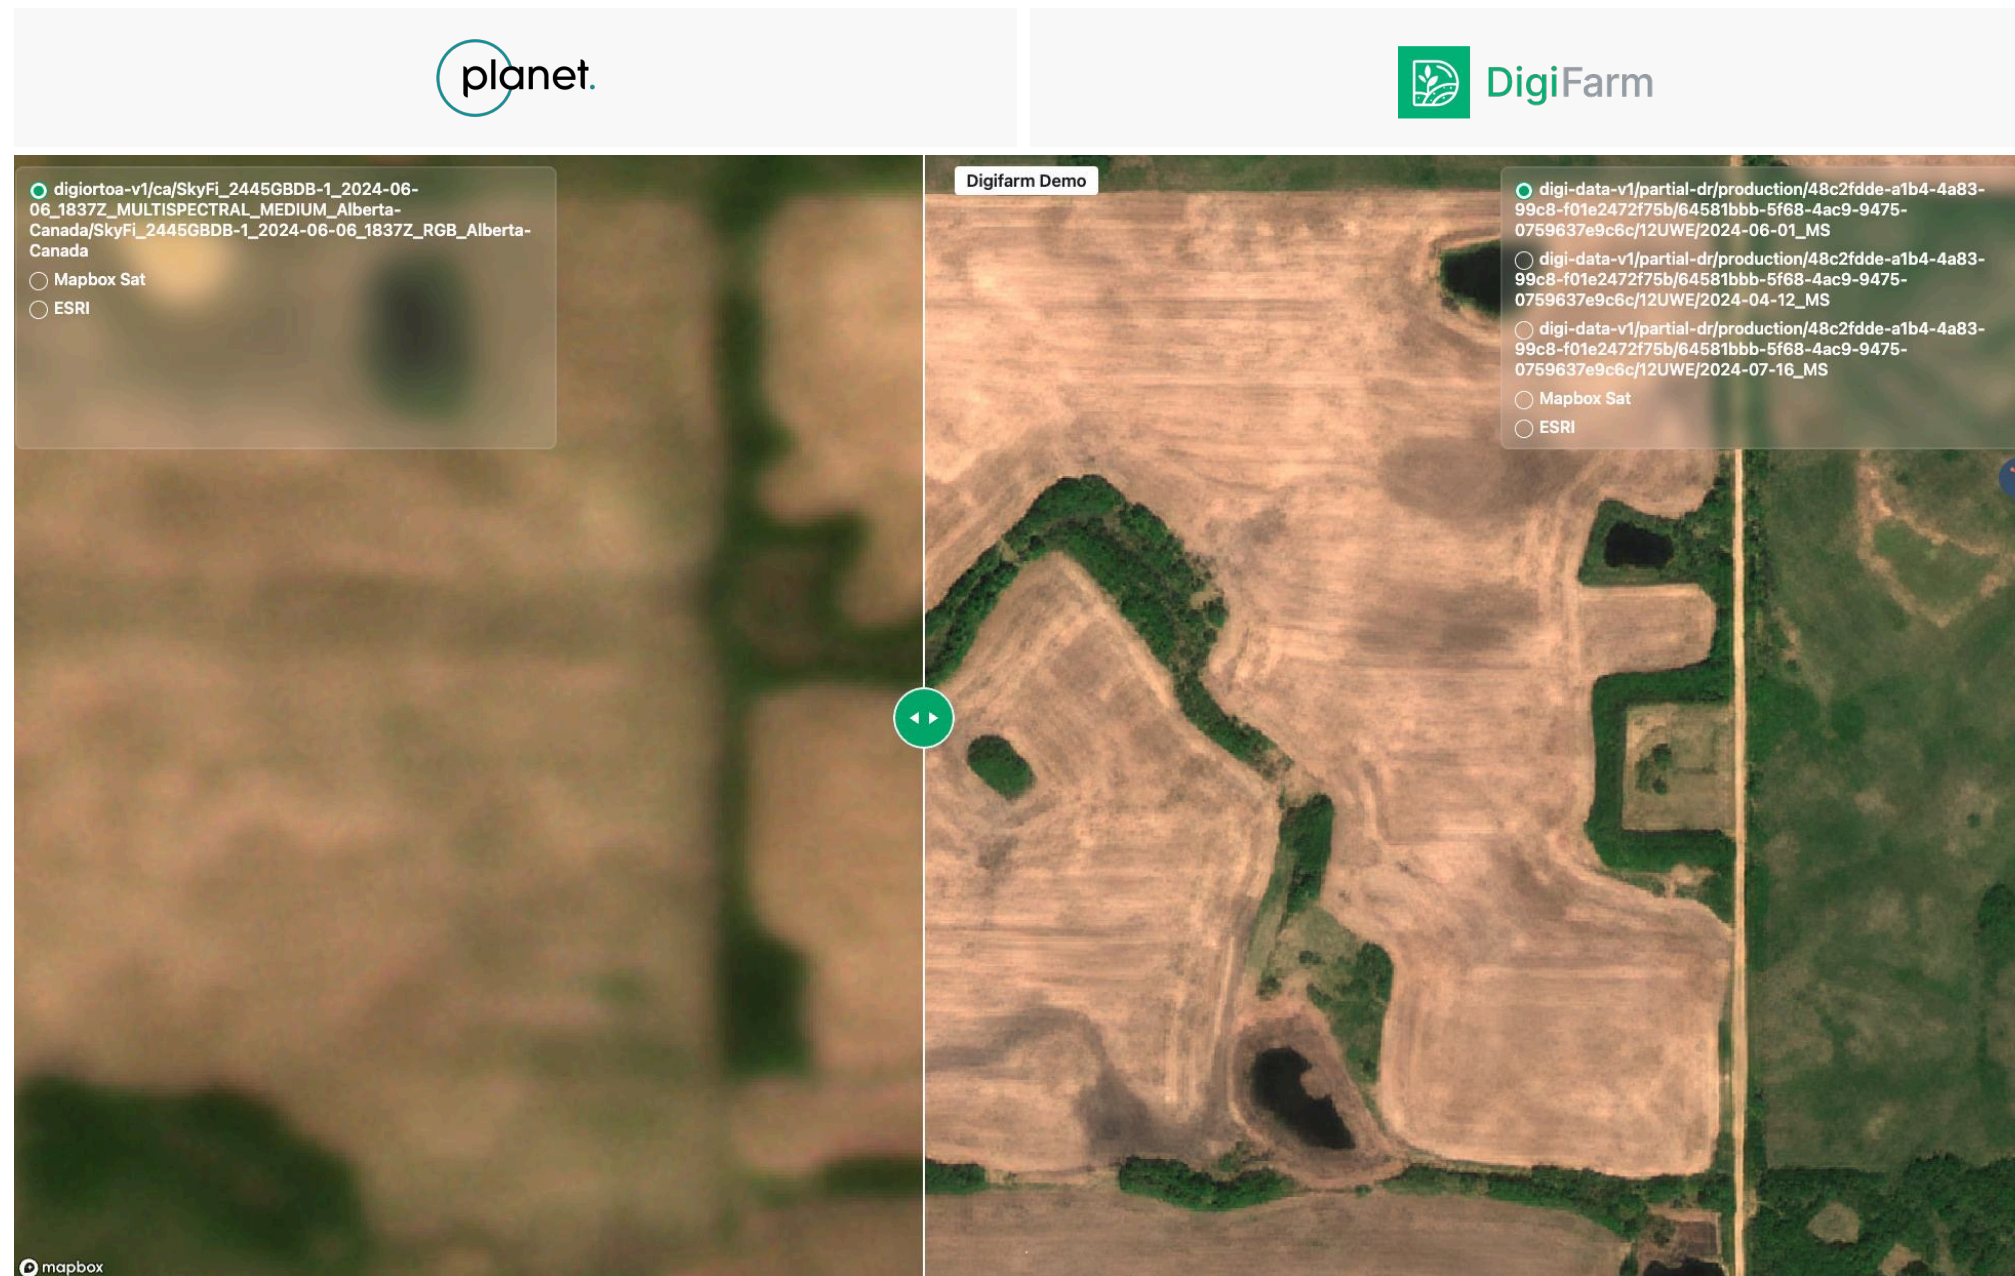 planet.
DigiFarm
digiortoa-v1/ca/SkyFi_2445GBDB-1_2024-06-
06_1837Z_MULTISPECTRAL_MEDIUM_Alberta-
Canada/SkyFi_2445GBDB-1_2024-06-06_1837Z_RGB_Alberta-
Canada
Mapbox Sat
ESRI
Digifarm Demo
digi-data-v1/partial-dr/production/48c2fdde-a1b4-4a83-
99c8-f01e2472f75b/64581bbb-5f68-4ac9-9475-
0759637e9c6c/12UWE/2024-06-01_MS
digi-data-v1/partial-dr/production/48c2fdde-a1b4-4a83-
99c8-f01e2472f75b/64581bbb-5f68-4ac9-9475-
0759637e9c6c/12UWE/2024-04-12_MS
digi-data-v1/partial-dr/production/48c2fdde-a1b4-4a83-
99c8-f01e2472f75b/64581bbb-5f68-4ac9-9475-
0759637e9c6c/12UWE/2024-07-16_MS
Mapbox Sat
ESRI
mapbox